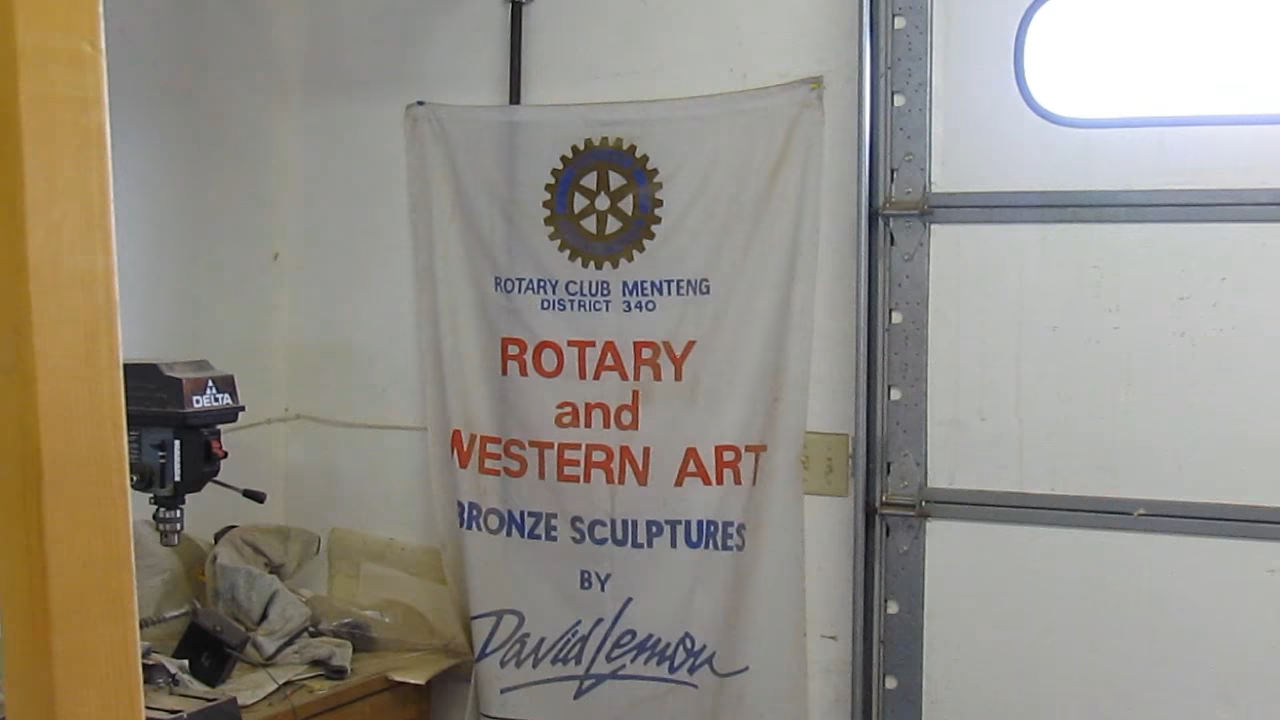 ROTARY CLUB MENTENG
DISTRICT 340
ROTARY
and
WESTERN ART
BRONZE SCULPTURES
BY
David Lemon
DELTA